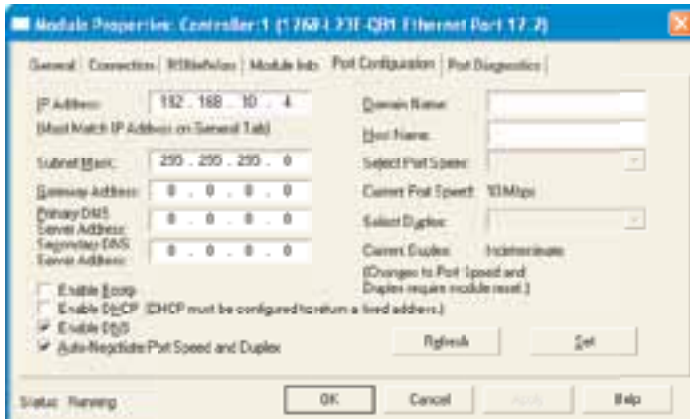 Module Properties: Controller:1 (1768-L23E-QB1 Ethernet Port 17.2)
General
Connection
RSNetWorx
Module Info
Port Configuration
Port Diagnostics
IP Address: 192 . 168 . 10 . 4
(Must Match IP Address on General Tab)
Subnet Mask: 255 . 255 . 255 . 0
Gateway Address: 0 . 0 . 0 . 0
Primary DNS
Server Address: 0 . 0 . 0 . 0
Secondary DNS
Server Address: 0 . 0 . 0 . 0
Domain Name:
Host Name:
Select Port Speed:
Current Port Speed: 10 Mbps
Select Duplex:
Current Duplex: Indeterminate
(Changes to Port Speed and
Duplex require module reset.)
Enable Bootp
Enable DHCP (DHCP must be configured to return a fixed address.)
Enable DNS
Auto-Negotiate Port Speed and Duplex
Refresh
Set
Status: Running
OK
Cancel
Apply
Help